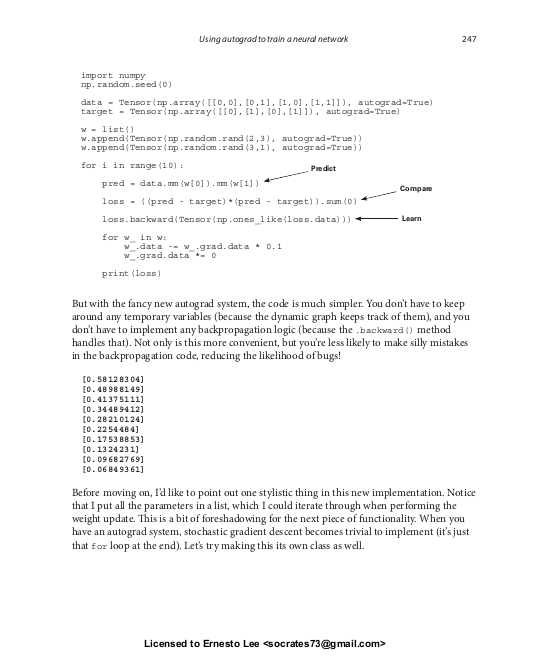 Using autograd to train a neural network 247
import numpy
np.random.seed(0)
data = Tensor(np.array([[0,0],[0,1],[1,0],[1,1]]), autograd=True)
target = Tensor(np.array([[0],[1],[0],[1]]), autograd=True)
w = list()
w.append(Tensor(np.random.rand(2,3), autograd=True))
w.append(Tensor(np.random.rand(3,1), autograd=True))
for i in range(10):
Predict
pred = data.mm(w[0]).mm(w[1])
Compare
loss = ((pred - target)*(pred - target)).sum(0)
loss.backward(Tensor(np.ones_like(loss.data))) Learn
for w_ in w:
w_.data -= w_.grad.data * 0.1
w_.grad.data *= 0
print(loss)
But with the fancy new autograd system, the code is much simpler. You don't have to keep
around any temporary variables (because the dynamic graph keeps track of them), and you
don't have to implement any backpropagation logic (because the .backward() method
handles that). Not only is this more convenient, but you're less likely to make silly mistakes
in the backpropagation code, reducing the likelihood of bugs!
[0.58128304]
[0.48988149]
[0.41375111]
[0.34489412]
[0.28210124]
[0.2254484]
[0.17538853]
[0.1324231]
[0.09682769]
[0.06849361]
Before moving on, I'd like to point out one stylistic thing in this new implementation. Notice
that I put all the parameters in a list, which I could iterate through when performing the
weight update. This is a bit of foreshadowing for the next piece of functionality. When you
have an autograd system, stochastic gradient descent becomes trivial to implement (it's just
that for loop at the end). Let's try making this its own class as well.
Licensed to Ernesto Lee <socrates73@gmail.com>